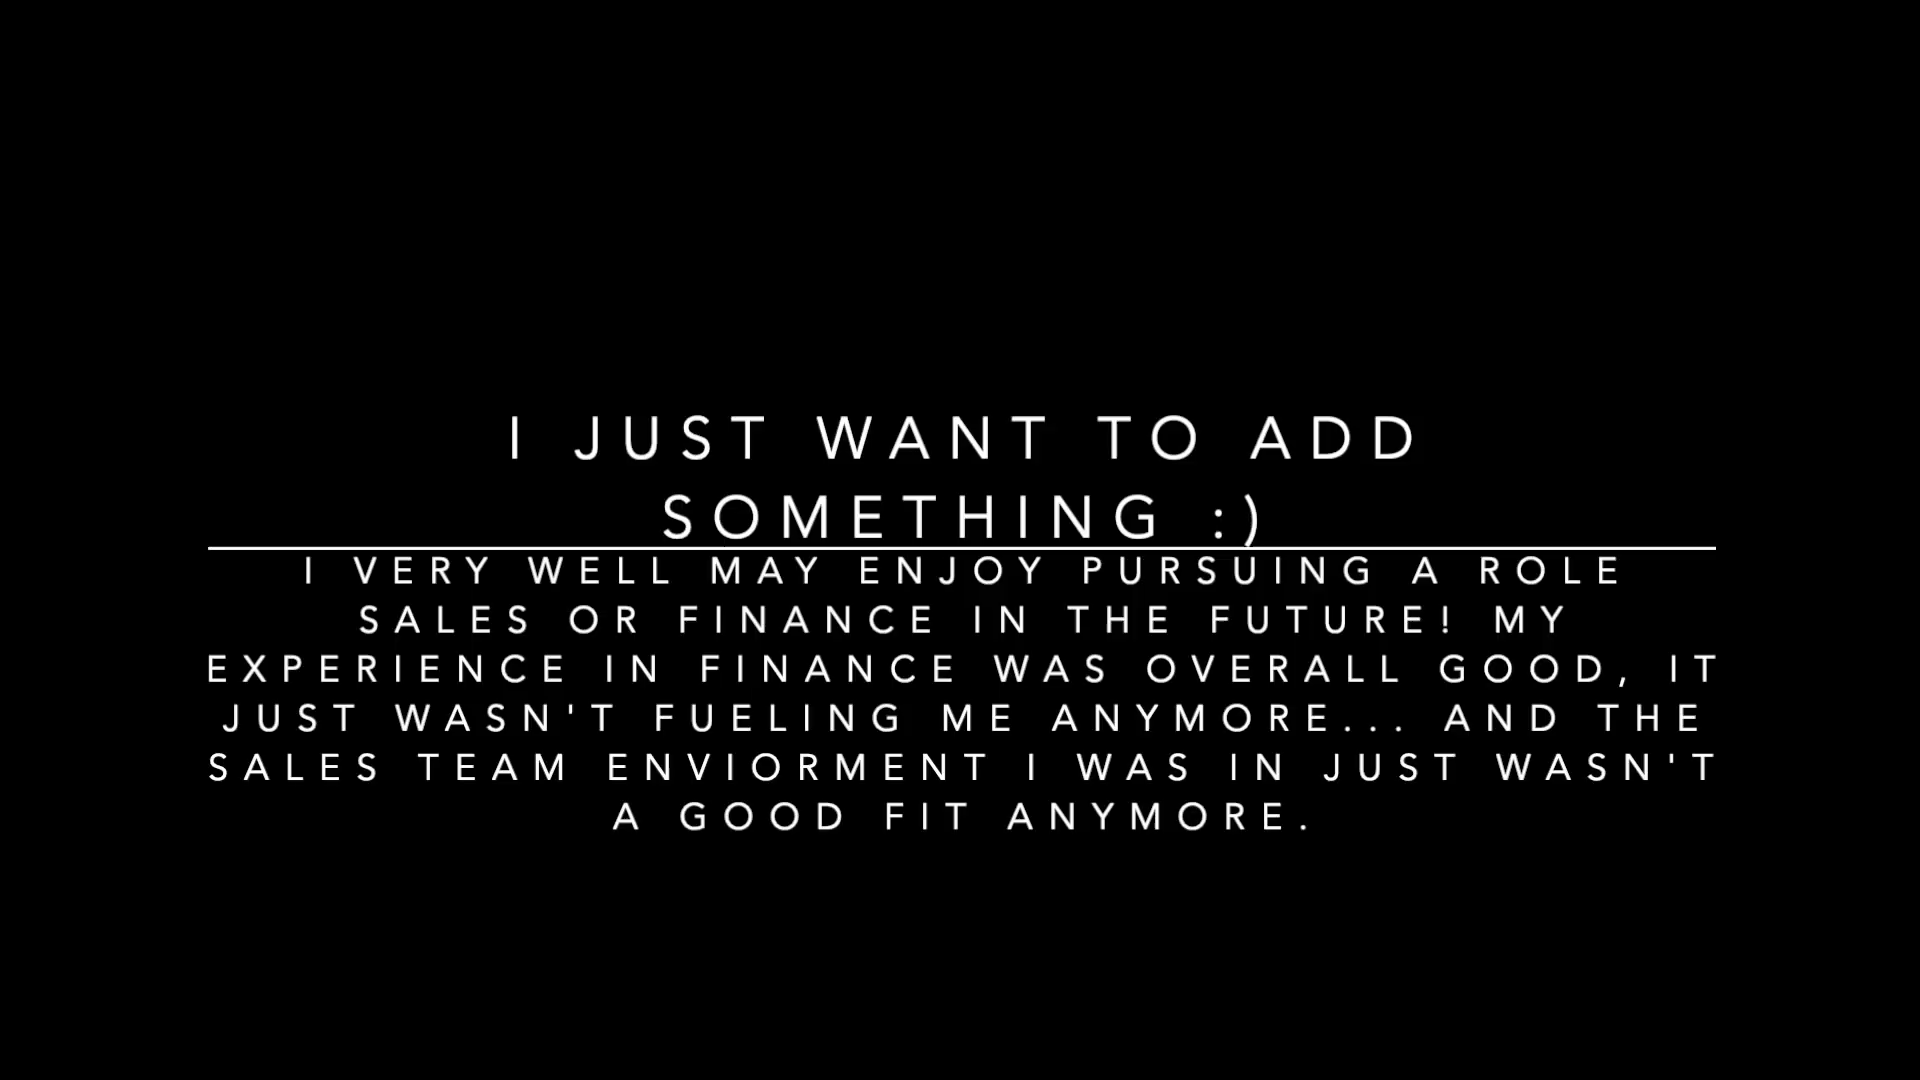 I JUST WANT TO ADD
SOMETHING :)
I VERY WELL MAY ENJOY PURSUING A ROLE
SALES OR FINANCE IN THE FUTURE! MY
EXPERIENCE IN FINANCE WAS OVERALL GOOD, IT
JUST WASN'T FUELING ME ANYMORE... AND THE
SALES TEAM ENVIORMENT I WAS IN JUST WASN'T
A GOOD FIT ANYMORE.